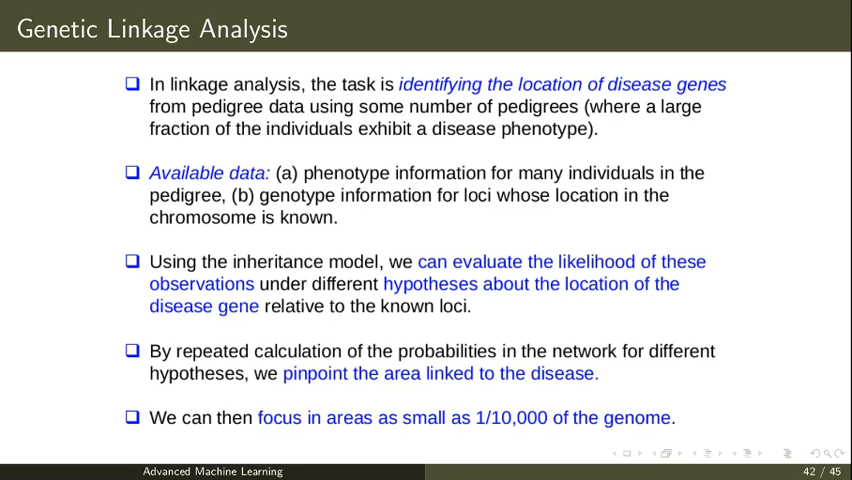 Genetic Linkage Analysis
In linkage analysis, the task is identifying the location of disease genes
from pedigree data using some number of pedigrees (where a large
fraction of the individuals exhibit a disease phenotype).
Available data: (a) phenotype information for many individuals in the
pedigree, (b) genotype information for loci whose location in the
chromosome is known.
Using the inheritance model, we can evaluate the likelihood of these
observations under different hypotheses about the location of the
disease gene relative to the known loci.
By repeated calculation of the probabilities in the network for different
hypotheses, we pinpoint the area linked to the disease.
We can then focus in areas as small as 1/10,000 of the genome.
Advanced Machine Learning
42 / 45